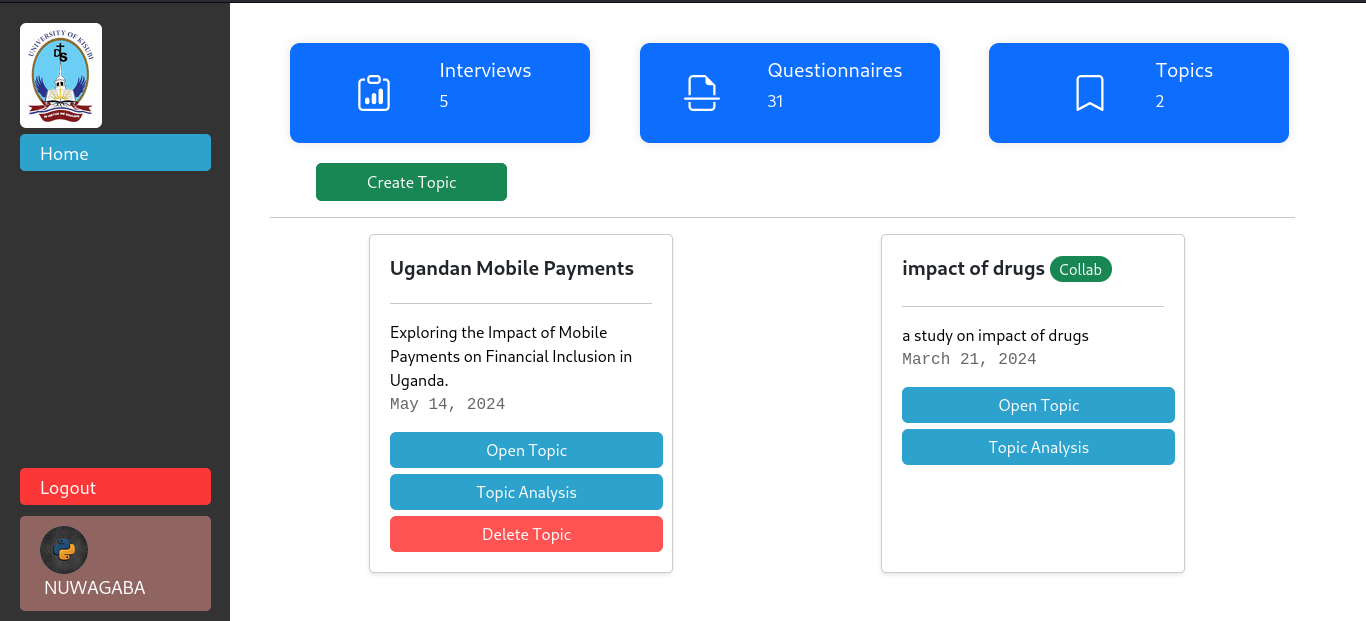 UNIVERSITY OF KISUBI
Home
Logout
NUWAGABA
Interviews
5
Questionnaires
31
Topics
2
Create Topic
Ugandan Mobile Payments
Exploring the Impact of Mobile
Payments on Financial Inclusion in
Uganda.
May 14, 2024
Open Topic
Topic Analysis
Delete Topic
impact of drugs Collab
a study on impact of drugs
March 21, 2024
Open Topic
Topic Analysis